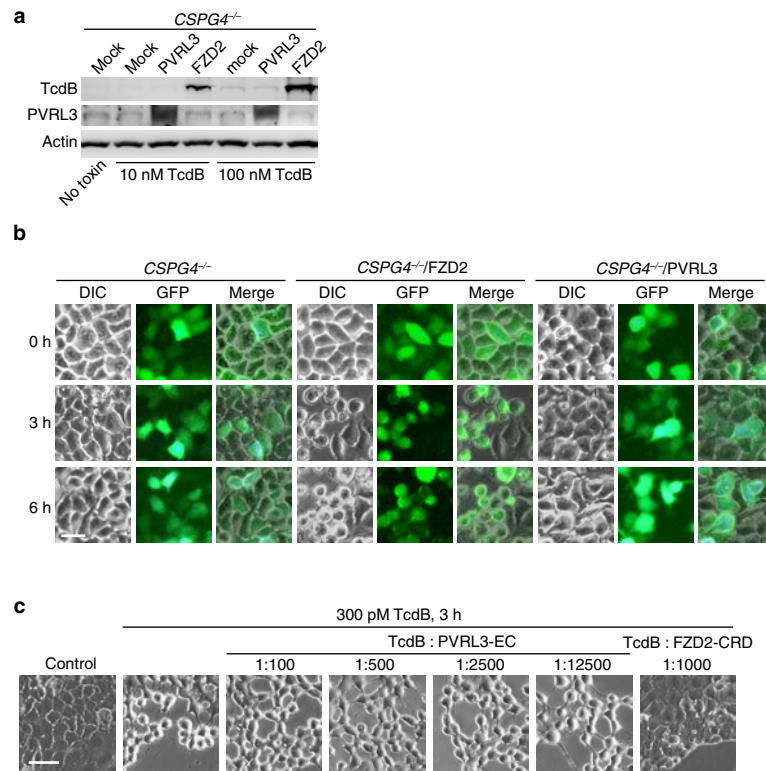 a
CSPG4–/–
Mock Mock PVRL3 FZD2 mock PVRL3 FZD2
TcdB
PVRL3
Actin
No toxin 10 nM TcdB 100 nM TcdB
b
CSPG4–/– CSPG4–/–/FZD2 CSPG4–/–/PVRL3
DIC GFP Merge DIC GFP Merge DIC GFP Merge
0 h
3 h
6 h
c
300 pM TcdB, 3 h
TcdB : PVRL3-EC TcdB : FZD2-CRD
Control 1:100 1:500 1:2500 1:12500 1:1000